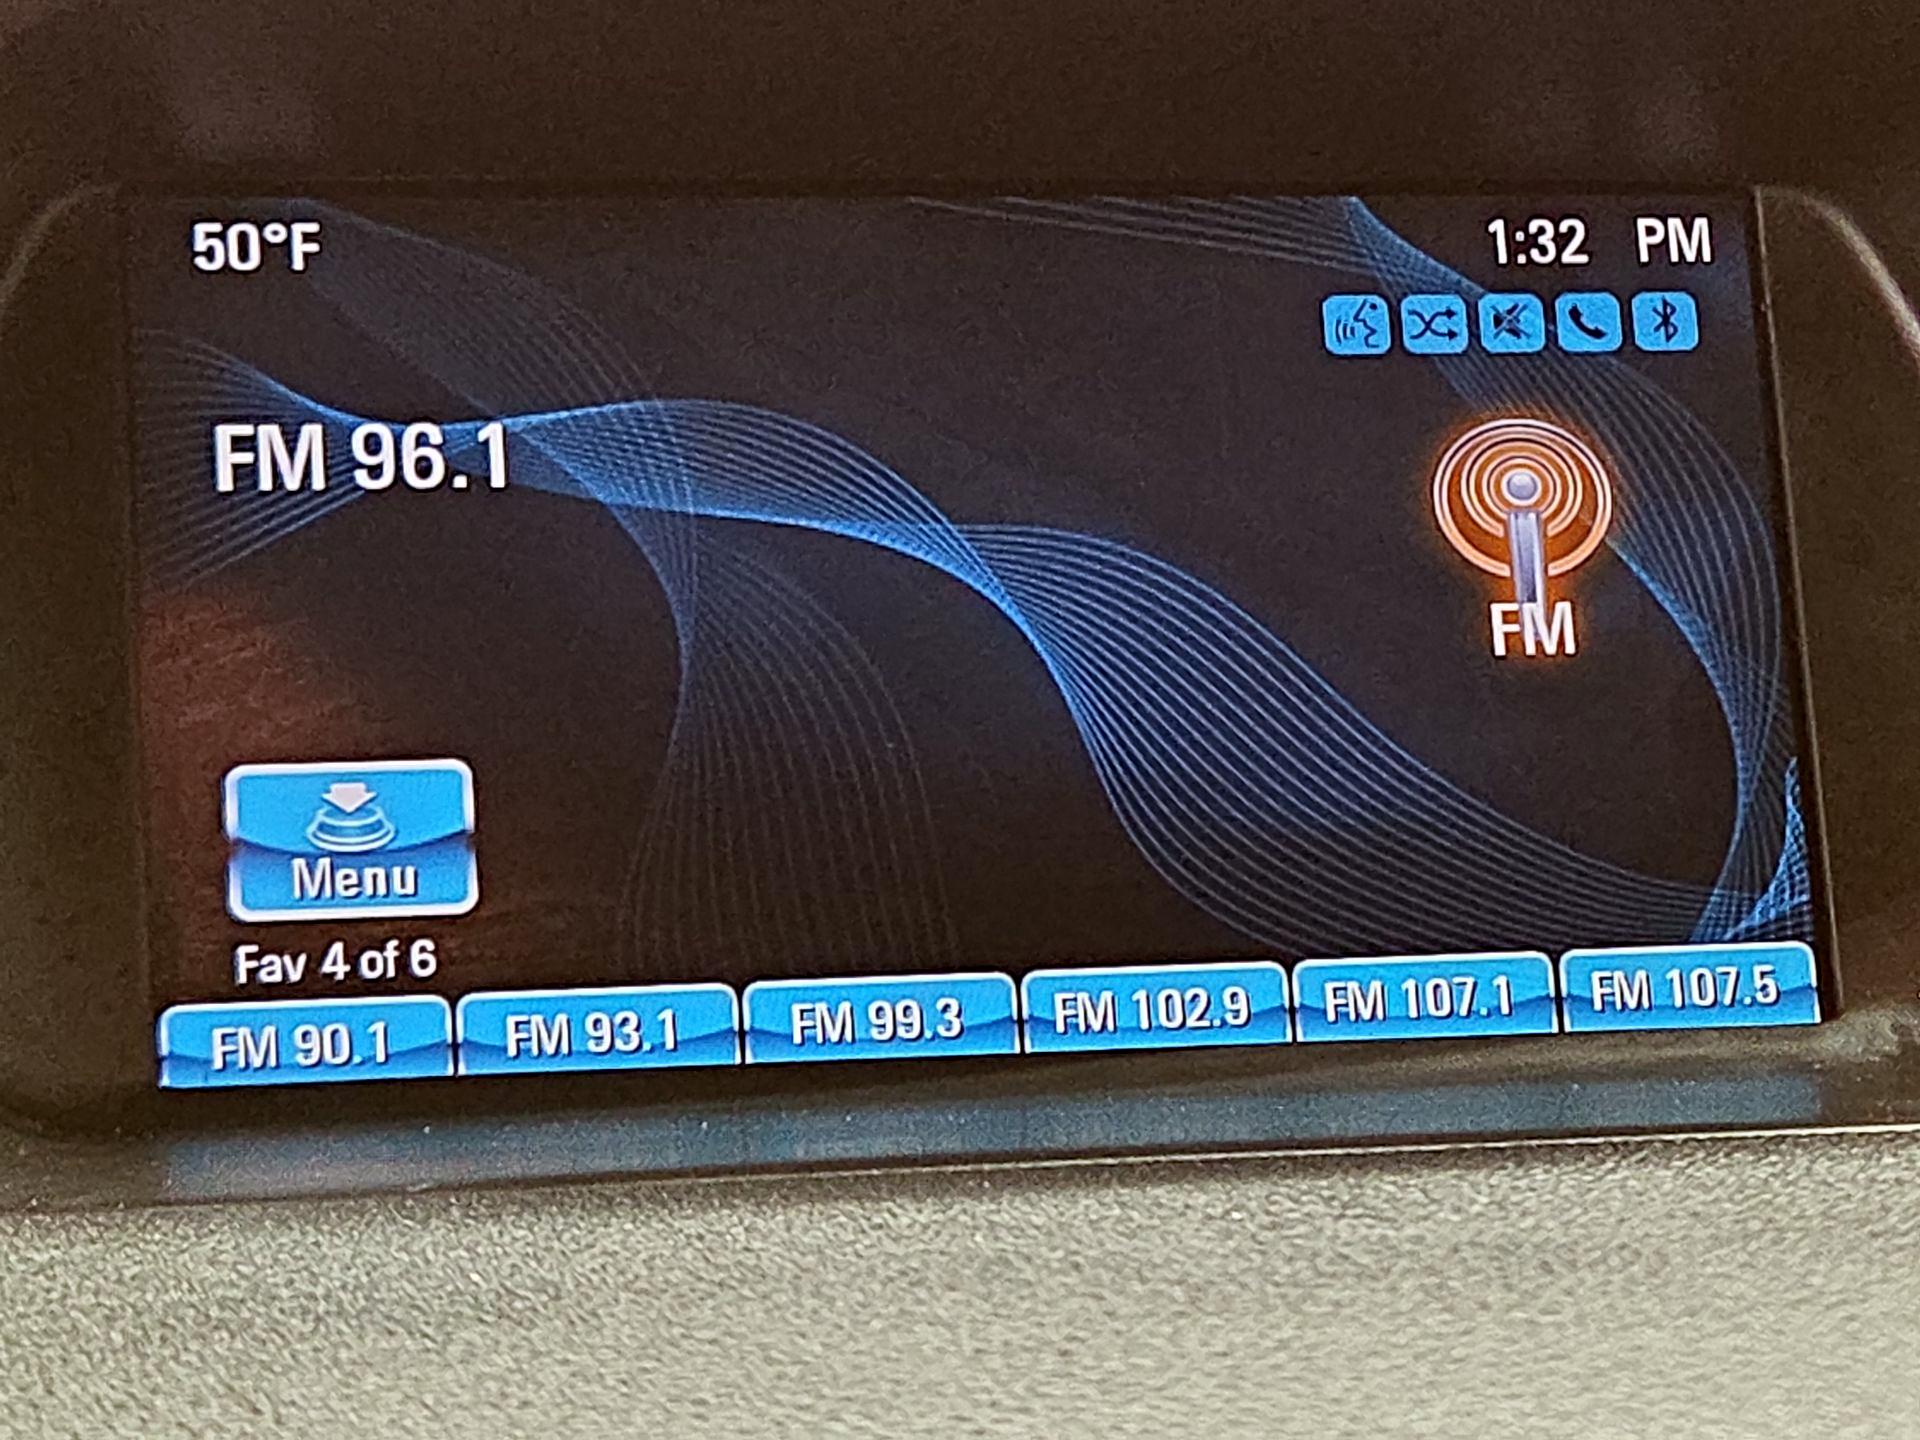 50°F
1:32 PM
FM 96.1
FM
Menu
Fav 4 of 6
FM 90.1
FM 93.1
FM 99.3
FM 102.9
FM 107.1
FM 107.5